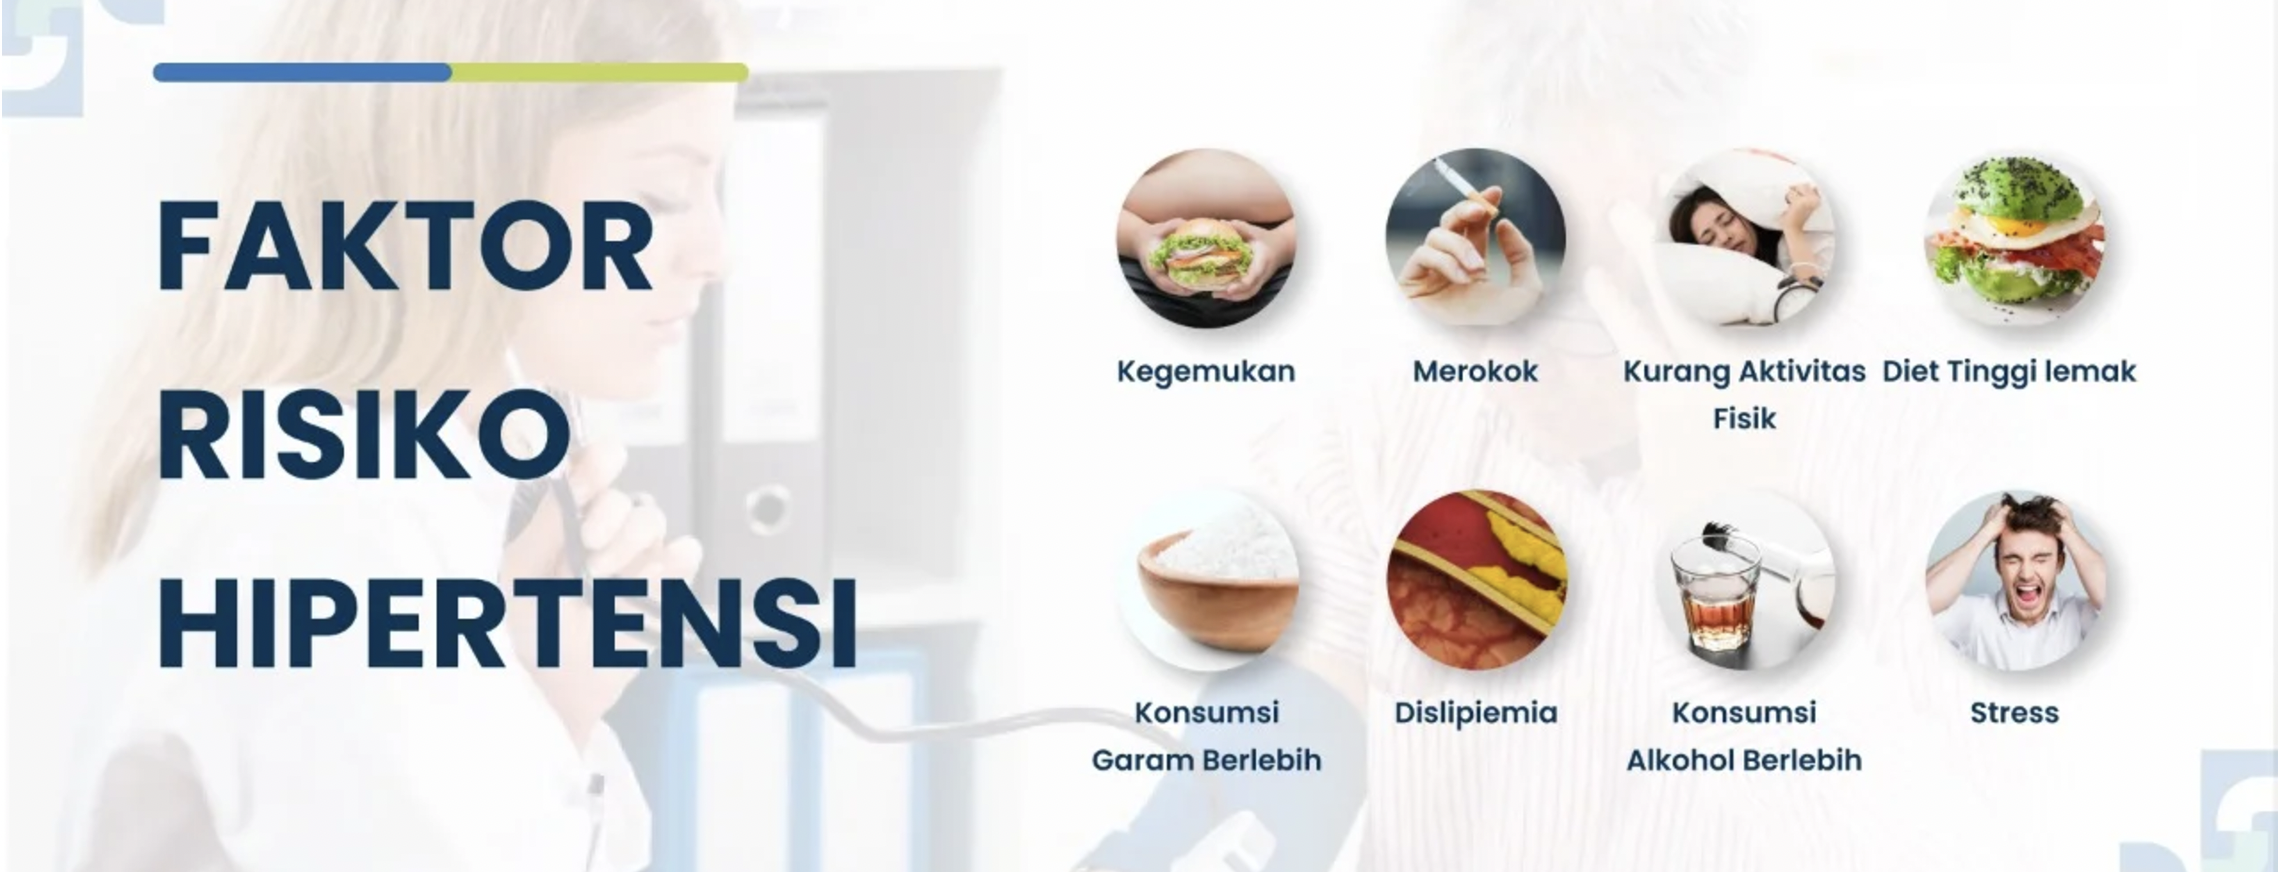 FAKTOR
RISIKO
HIPERTENSI
Kegemukan
Merokok
Kurang Aktivitas
Fisik
Diet Tinggi lemak
Konsumsi
Garam Berlebih
Dislipiemia
Konsumsi
Alkohol Berlebih
Stress